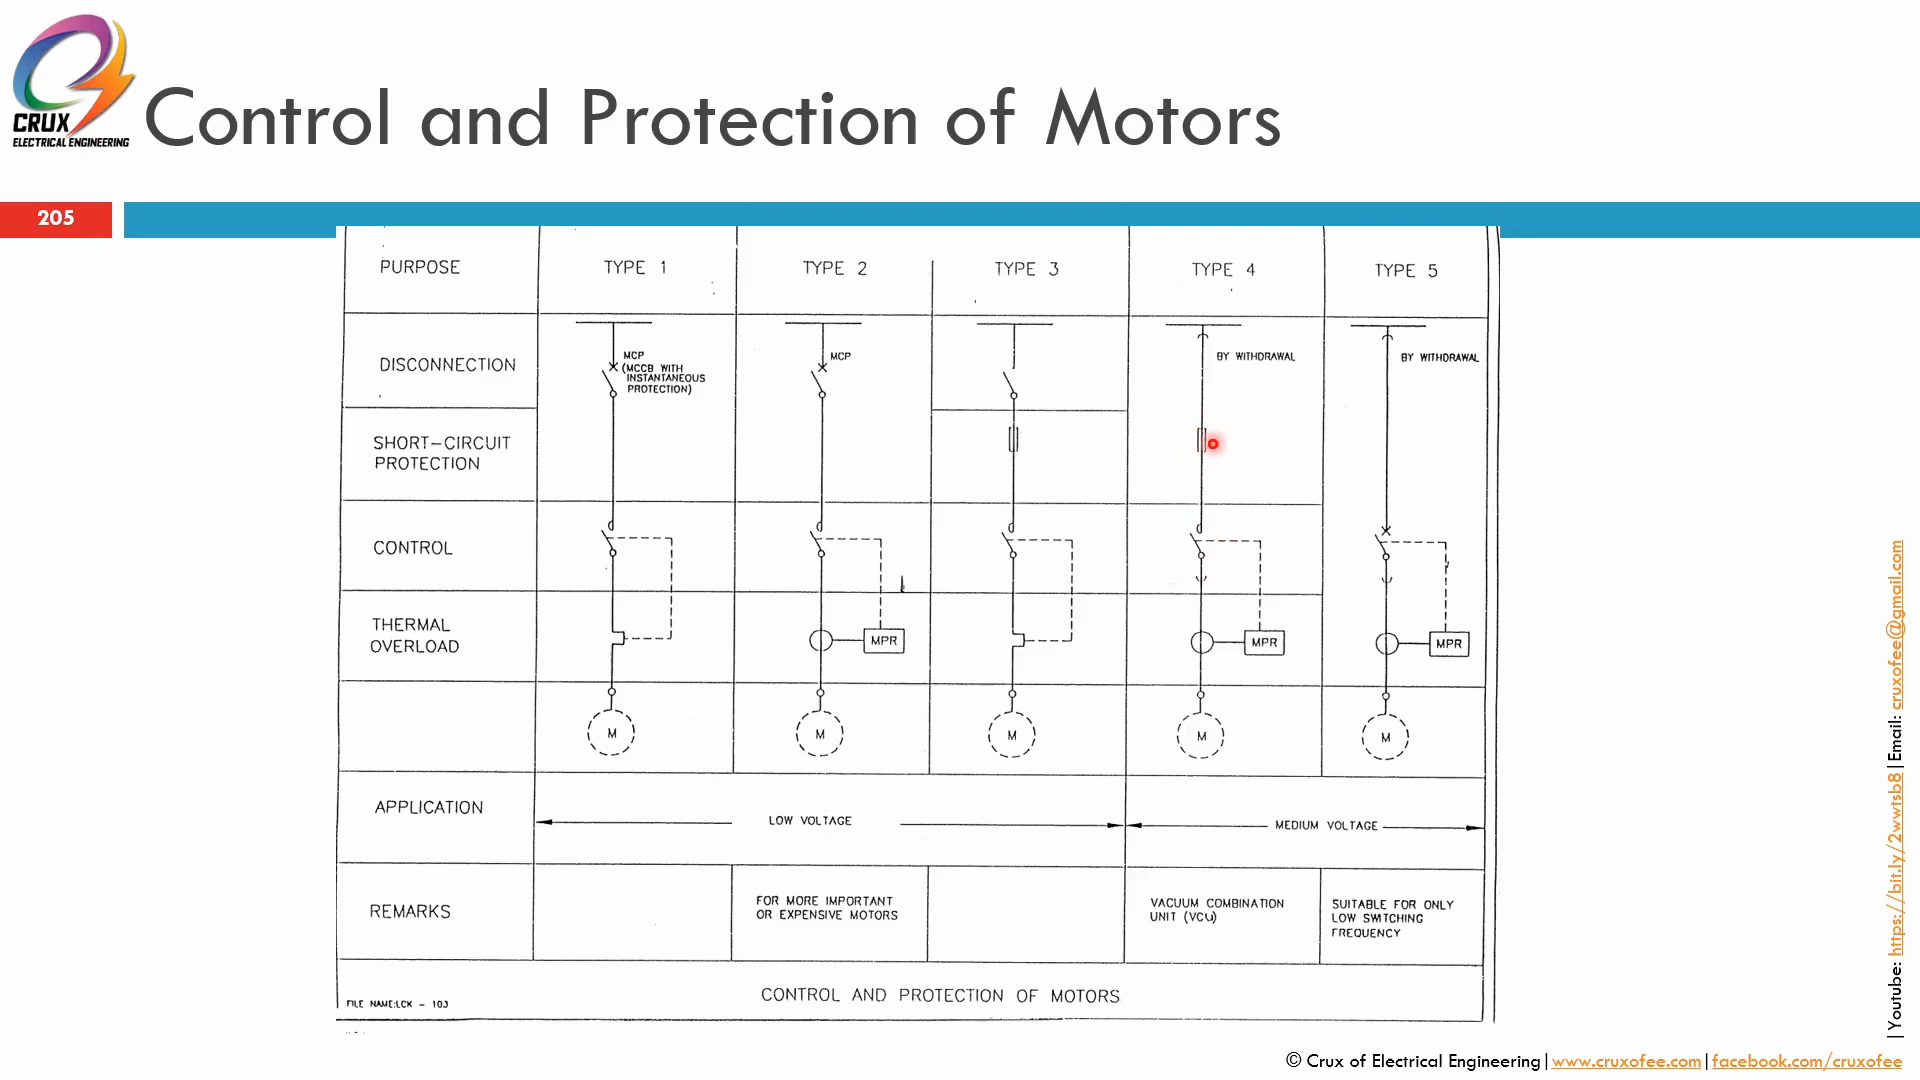 CRUX
ELECTRICAL ENGINEERING
Control and Protection of Motors
205
PURPOSE
TYPE 1
TYPE 2
TYPE 3
TYPE 4
TYPE 5
DISCONNECTION
MCP
(MCCB WITH
INSTANTANEOUS
PROTECTION)
MCP
BY WITHDRAWAL
BY WITHDRAWAL
SHORT-CIRCUIT
PROTECTION
CONTROL
THERMAL
OVERLOAD
MPR
MPR
MPR
M
M
M
M
M
APPLICATION
LOW VOLTAGE
MEDIUM VOLTAGE
REMARKS
FOR MORE IMPORTANT
OR EXPENSIVE MOTORS
VACUUM COMBINATION
UNIT (VCU)
SUITABLE FOR ONLY
LOW SWITCHING
FREQUENCY
FILE NAME:LCK - 103
CONTROL AND PROTECTION OF MOTORS
|Youtube: https://bit.ly/2wwtsb8|Email: cruxofee@gmail.com
© Crux of Electrical Engineering|www.cruxofee.com|facebook.com/cruxofee